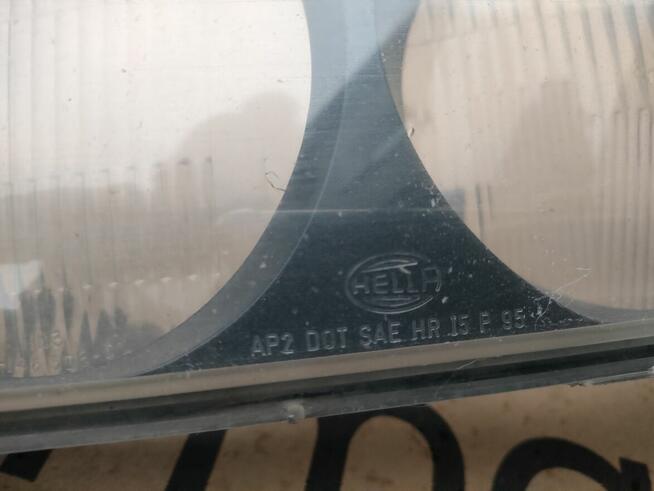 HELLA
AP2 DOT SAE HR 15 P 95